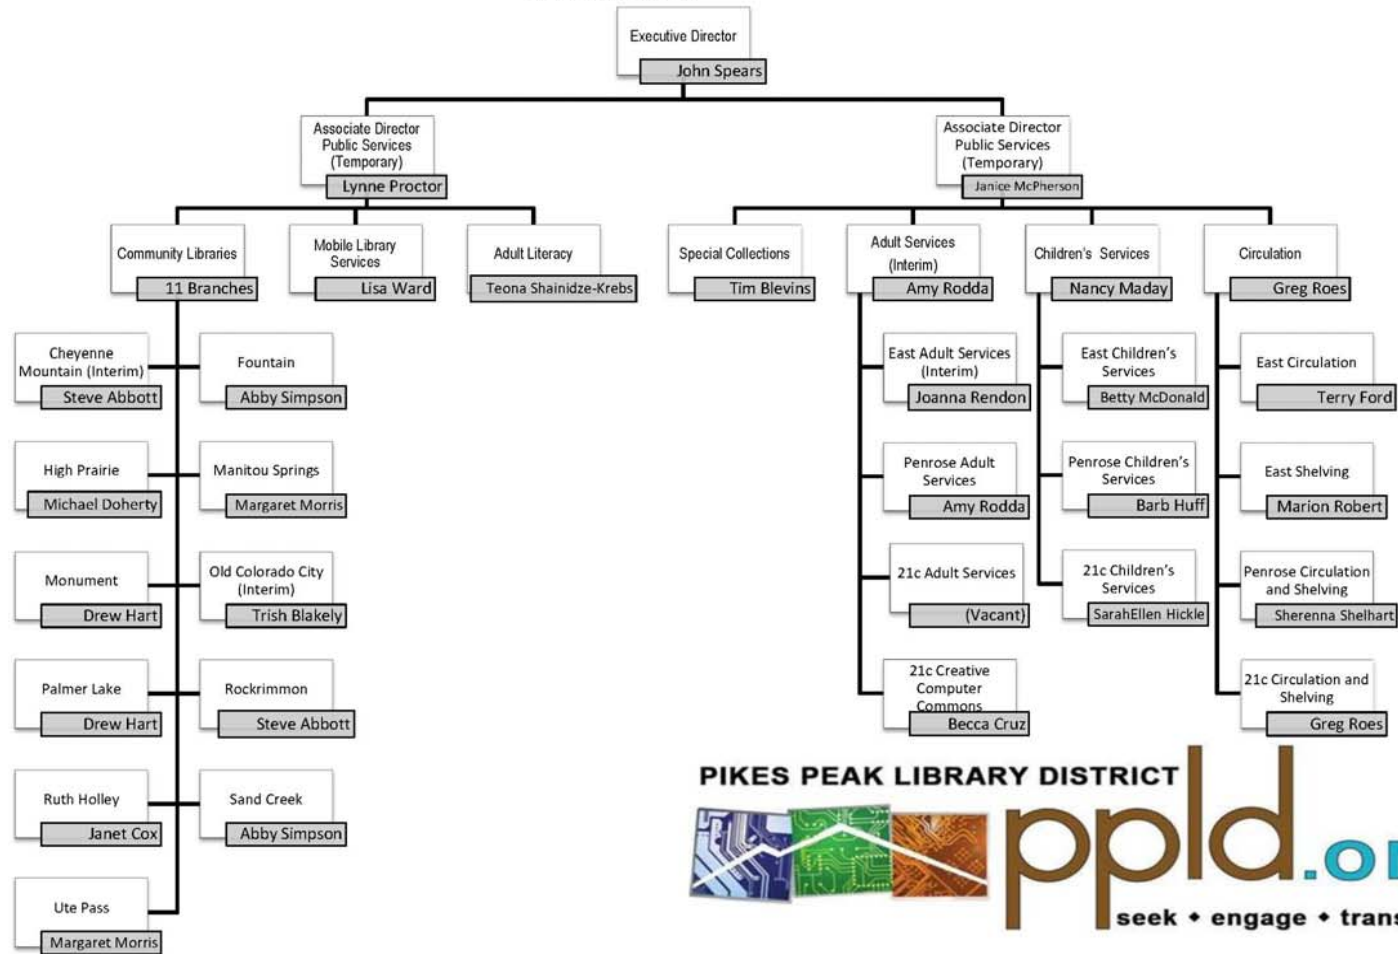 Executive Director
John Spears
Associate Director
Public Services
(Temporary)
Lynne Proctor
Associate Director
Public Services
(Temporary)
Janice McPherson
Community Libraries
11 Branches
Mobile Library
Services
Lisa Ward
Adult Literacy
Teona Shainidze-Krebs
Special Collections
Tim Blevins
Adult Services
(Interim)
Amy Rodda
Children's Services
Nancy Maday
Circulation
Greg Roes
Cheyenne
Mountain (Interim)
Steve Abbott
Fountain
Abby Simpson
High Prairie
Michael Doherty
Manitou Springs
Margaret Morris
Monument
Drew Hart
Old Colorado City
(Interim)
Trish Blakely
Palmer Lake
Drew Hart
Rockrimmon
Steve Abbott
Ruth Holley
Janet Cox
Sand Creek
Abby Simpson
Ute Pass
Margaret Morris
East Adult Services
(Interim)
Joanna Rendon
Penrose Adult
Services
Amy Rodda
21c Adult Services
(Vacant)
21c Creative
Computer
Commons
Becca Cruz
East Children's
Services
Betty McDonald
Penrose Children's
Services
Barb Huff
21c Children's
Services
SarahEllen Hickle
East Circulation
Terry Ford
East Shelving
Marion Robert
Penrose Circulation
and Shelving
Sherenna Shelhart
21c Circulation and
Shelving
Greg Roes
PIKES PEAK LIBRARY DISTRICT
ppld.or
seek • engage • trans